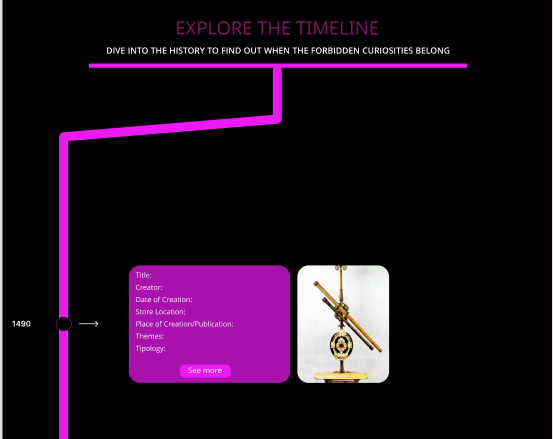 EXPLORE THE TIMELINE
DIVE INTO THE HISTORY TO FIND OUT WHEN THE FORBIDDEN CURIOSITIES BELONG
Title:
Creator:
Date of Creation:
Store Location:
1490
Place of Creation/Publication:
Themes:
Tipology:
See more